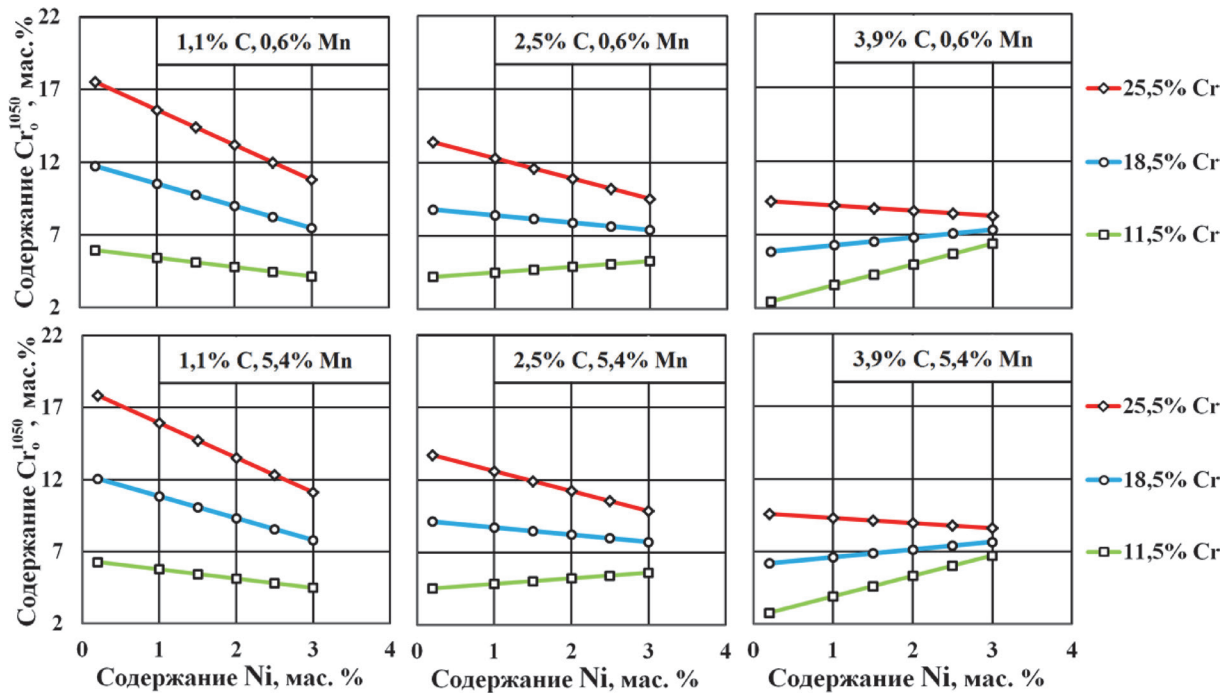 22
17
12
7
2
Содержание Cr₀¹⁰⁵⁰, мас.%
1,1% C, 0,6% Mn
2,5% C, 0,6% Mn
3,9% C, 0,6% Mn
25,5% Cr
18,5% Cr
11,5% Cr
22
17
12
7
2
Содержание Cr₀¹⁰⁵⁰, мас.%
1,1% C, 5,4% Mn
2,5% C, 5,4% Mn
3,9% C, 5,4% Mn
25,5% Cr
18,5% Cr
11,5% Cr
0 1 2 3 4
0 1 2 3 4
0 1 2 3 4
Содержание Ni, мас. %
Содержание Ni, мас. %
Содержание Ni, мас. %